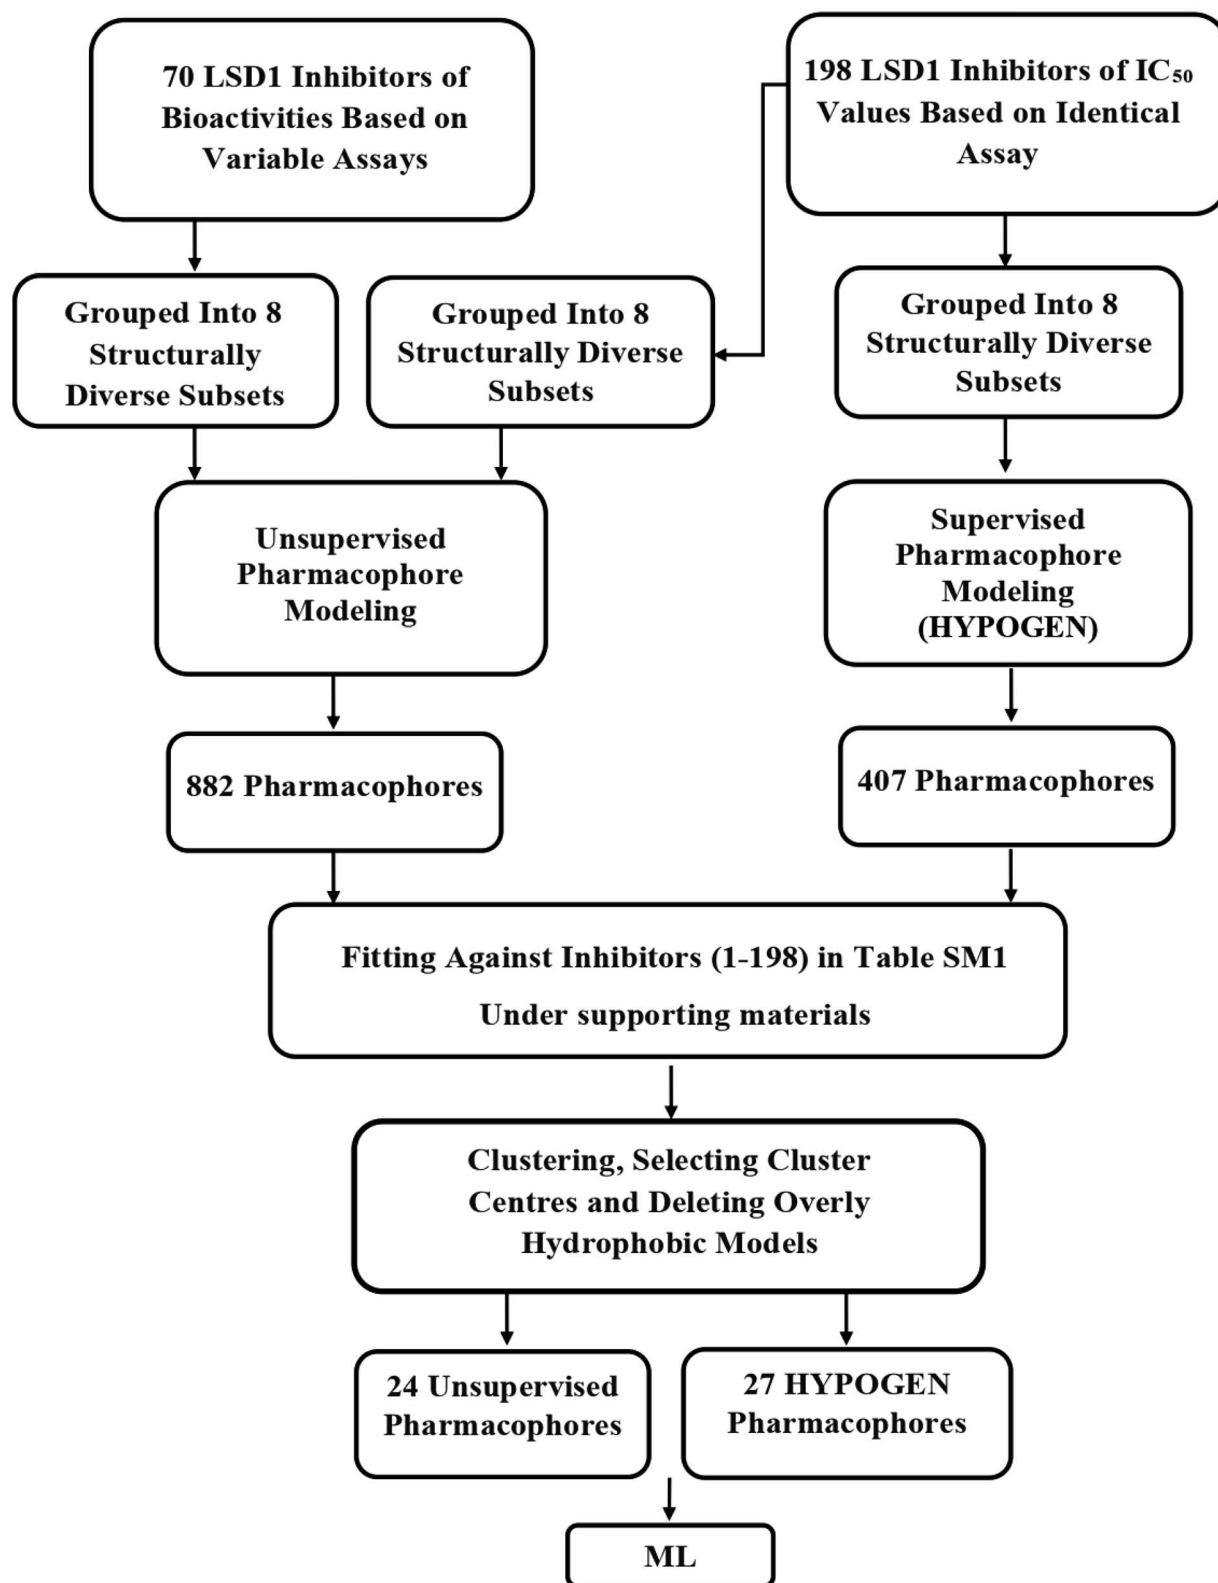 70 LSD1 Inhibitors of
Bioactivities Based on
Variable Assays
198 LSD1 Inhibitors of IC₅₀
Values Based on Identical
Assay
Grouped Into 8
Structurally
Diverse Subsets
Grouped Into 8
Structurally Diverse
Subsets
Grouped Into 8
Structurally Diverse
Subsets
Unsupervised
Pharmacophore
Modeling
Supervised
Pharmacophore
Modeling
(HYPOGEN)
882 Pharmacophores
407 Pharmacophores
Fitting Against Inhibitors (1-198) in Table SM1
Under supporting materials
Clustering, Selecting Cluster
Centres and Deleting Overly
Hydrophobic Models
24 Unsupervised
Pharmacophores
27 HYPOGEN
Pharmacophores
ML